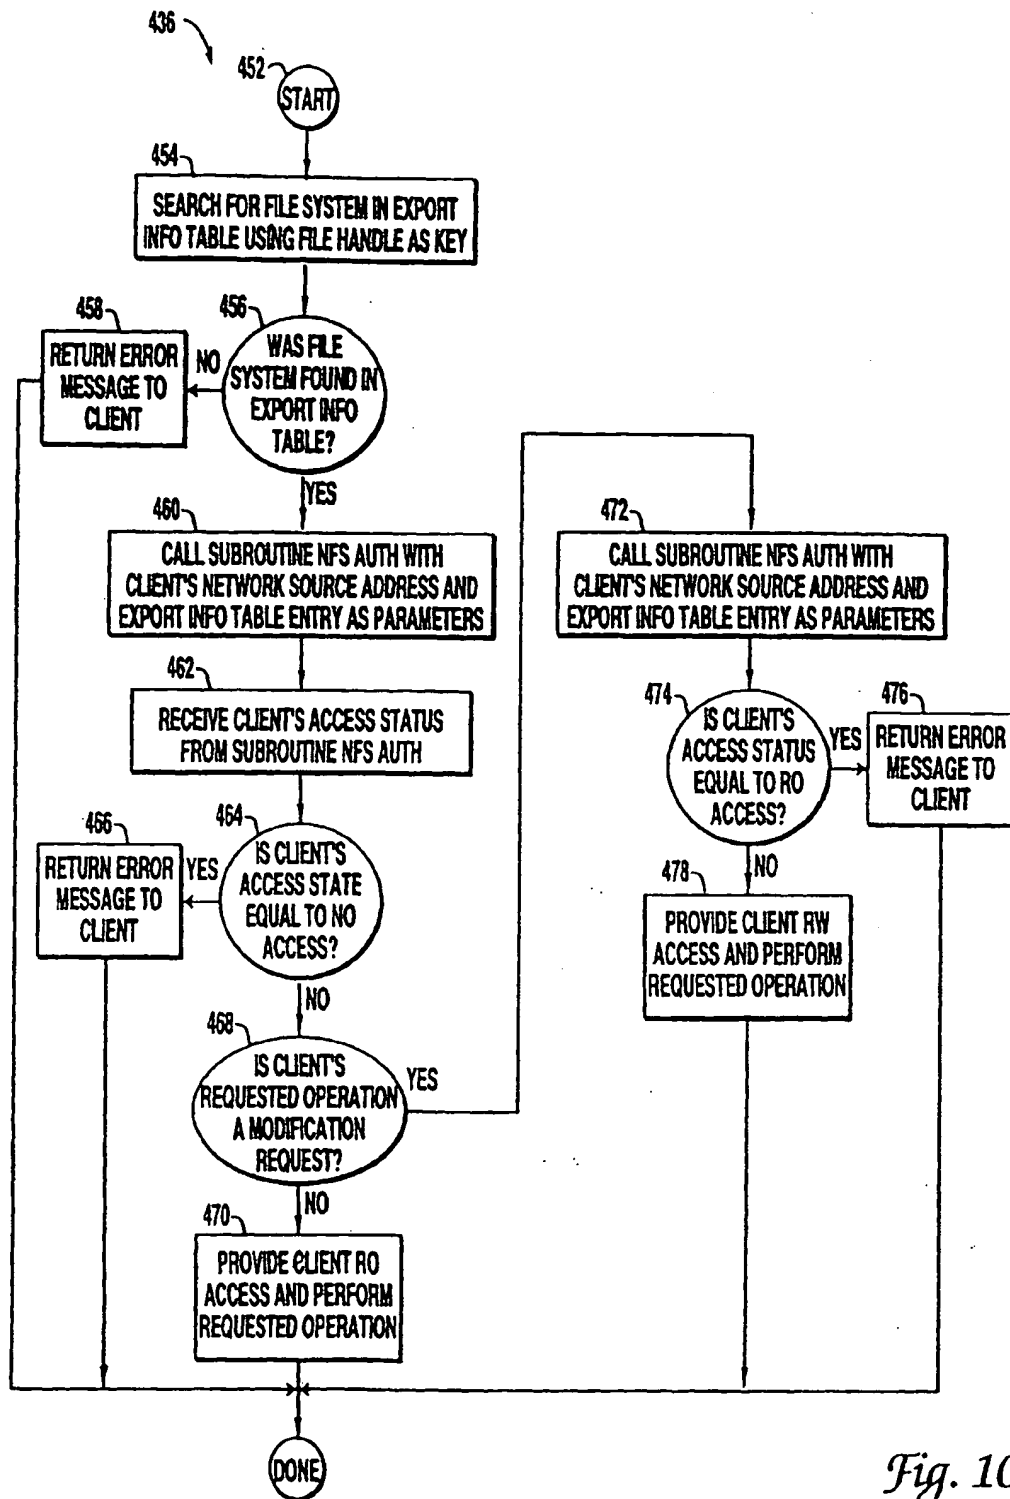 436
452
START
454
SEARCH FOR FILE SYSTEM IN EXPORT
INFO TABLE USING FILE HANDLE AS KEY
456
WAS FILE
SYSTEM FOUND IN
EXPORT INFO
TABLE?
NO
458
RETURN ERROR
MESSAGE TO
CLIENT
YES
460
CALL SUBROUTINE NFS AUTH WITH
CLIENT'S NETWORK SOURCE ADDRESS AND
EXPORT INFO TABLE ENTRY AS PARAMETERS
462
RECEIVE CLIENT'S ACCESS STATUS
FROM SUBROUTINE NFS AUTH
464
IS CLIENT'S
ACCESS STATE
EQUAL TO NO
ACCESS?
YES
466
RETURN ERROR
MESSAGE TO
CLIENT
NO
468
IS CLIENT'S
REQUESTED OPERATION
A MODIFICATION
REQUEST?
YES
NO
470
PROVIDE CLIENT RO
ACCESS AND PERFORM
REQUESTED OPERATION
472
CALL SUBROUTINE NFS AUTH WITH
CLIENT'S NETWORK SOURCE ADDRESS AND
EXPORT INFO TABLE ENTRY AS PARAMETERS
474
IS CLIENT'S
ACCESS STATUS
EQUAL TO RO
ACCESS?
YES
476
RETURN ERROR
MESSAGE TO
CLIENT
NO
478
PROVIDE CLIENT RW
ACCESS AND PERFORM
REQUESTED OPERATION
DONE
Fig. 10